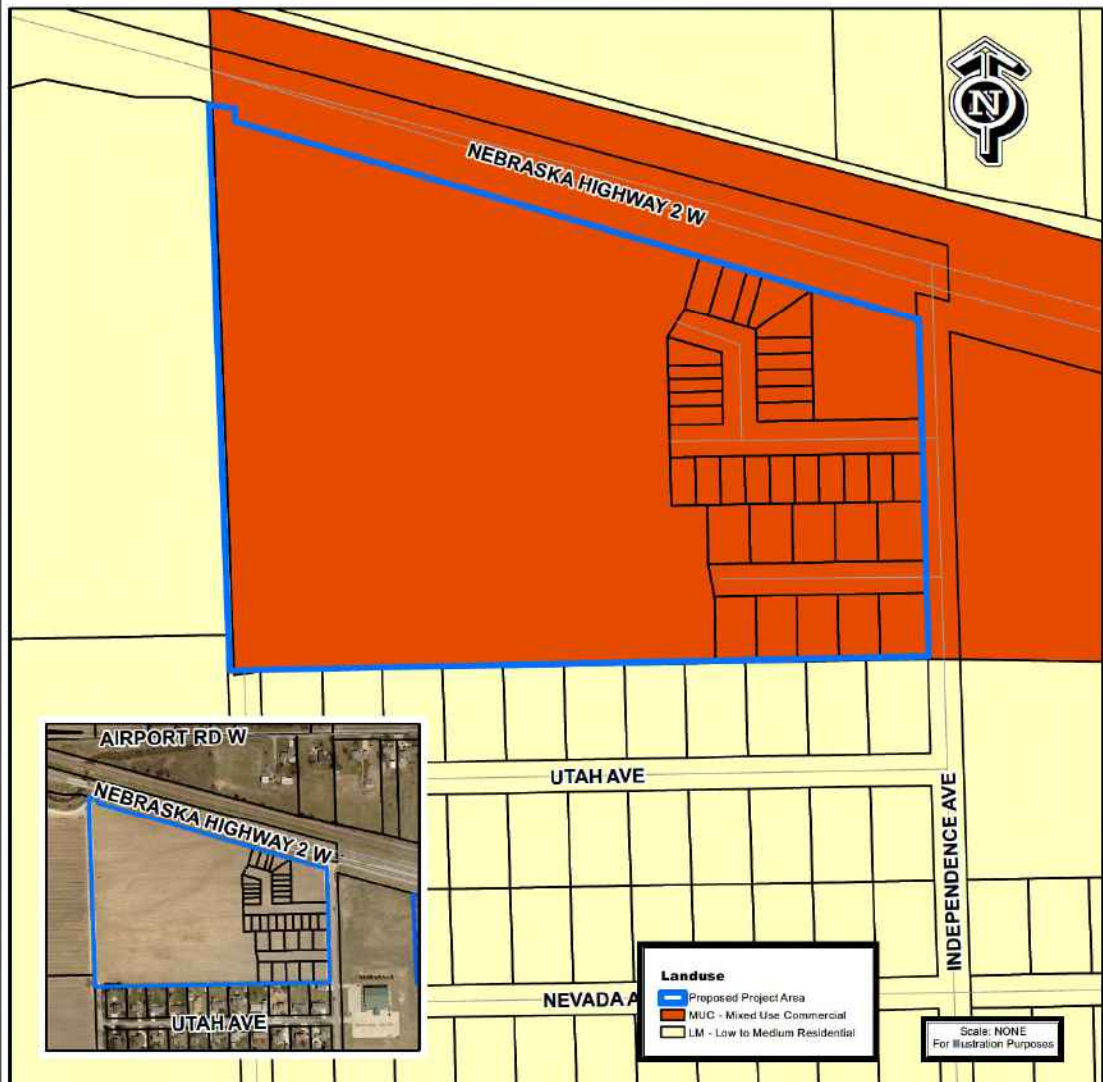 N
NEBRASKA HIGHWAY 2 W
AIRPORT RD W
NEBRASKA HIGHWAY 2 W
UTAH AVE
UTAH AVE
INDEPENDENCE AVE
NEVADA A
Landuse
Proposed Project Area
MUC - Mixed Use Commercial
LM - Low to Medium Residential
Scale: NONE
For Illustration Purposes